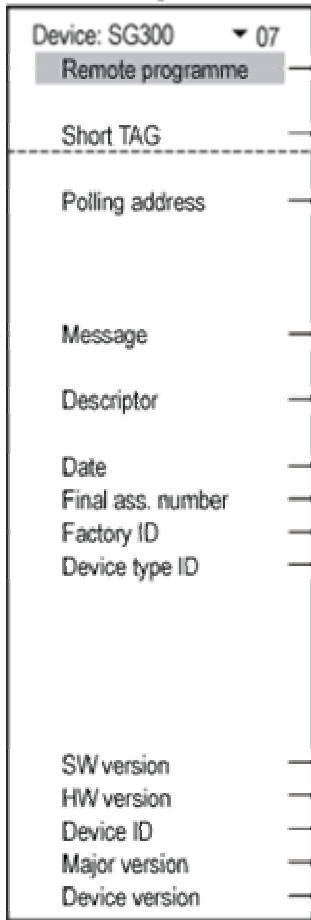 Device: SG300 ▼ 07
Remote programme
Short TAG
Polling address
Message
Descriptor
Date
Final ass. number
Factory ID
Device type ID
SW version
HW version
Device ID
Major version
Device version